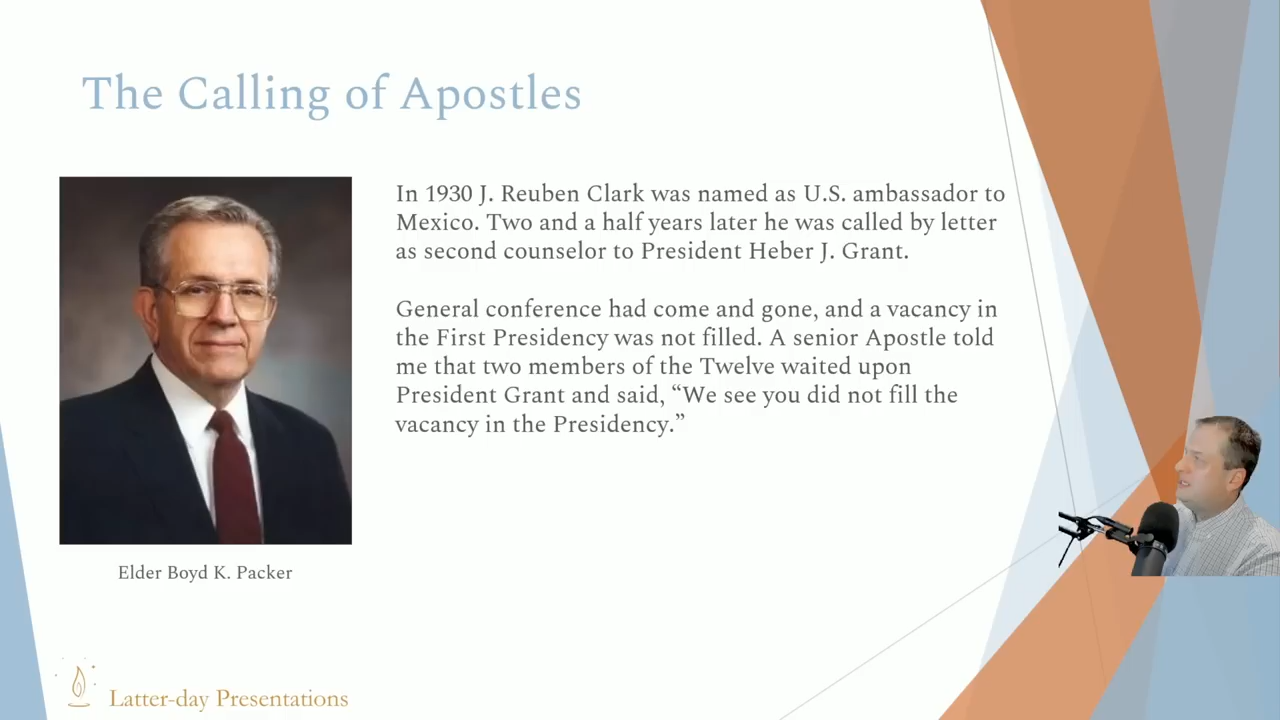 The Calling of Apostles
In 1930 J. Reuben Clark was named as U.S. ambassador to
Mexico. Two and a half years later he was called by letter
as second counselor to President Heber J. Grant.
General conference had come and gone, and a vacancy in
the First Presidency was not filled. A senior Apostle told
me that two members of the Twelve waited upon
President Grant and said, “We see you did not fill the
vacancy in the Presidency.”
Elder Boyd K. Packer
Latter-day Presentations